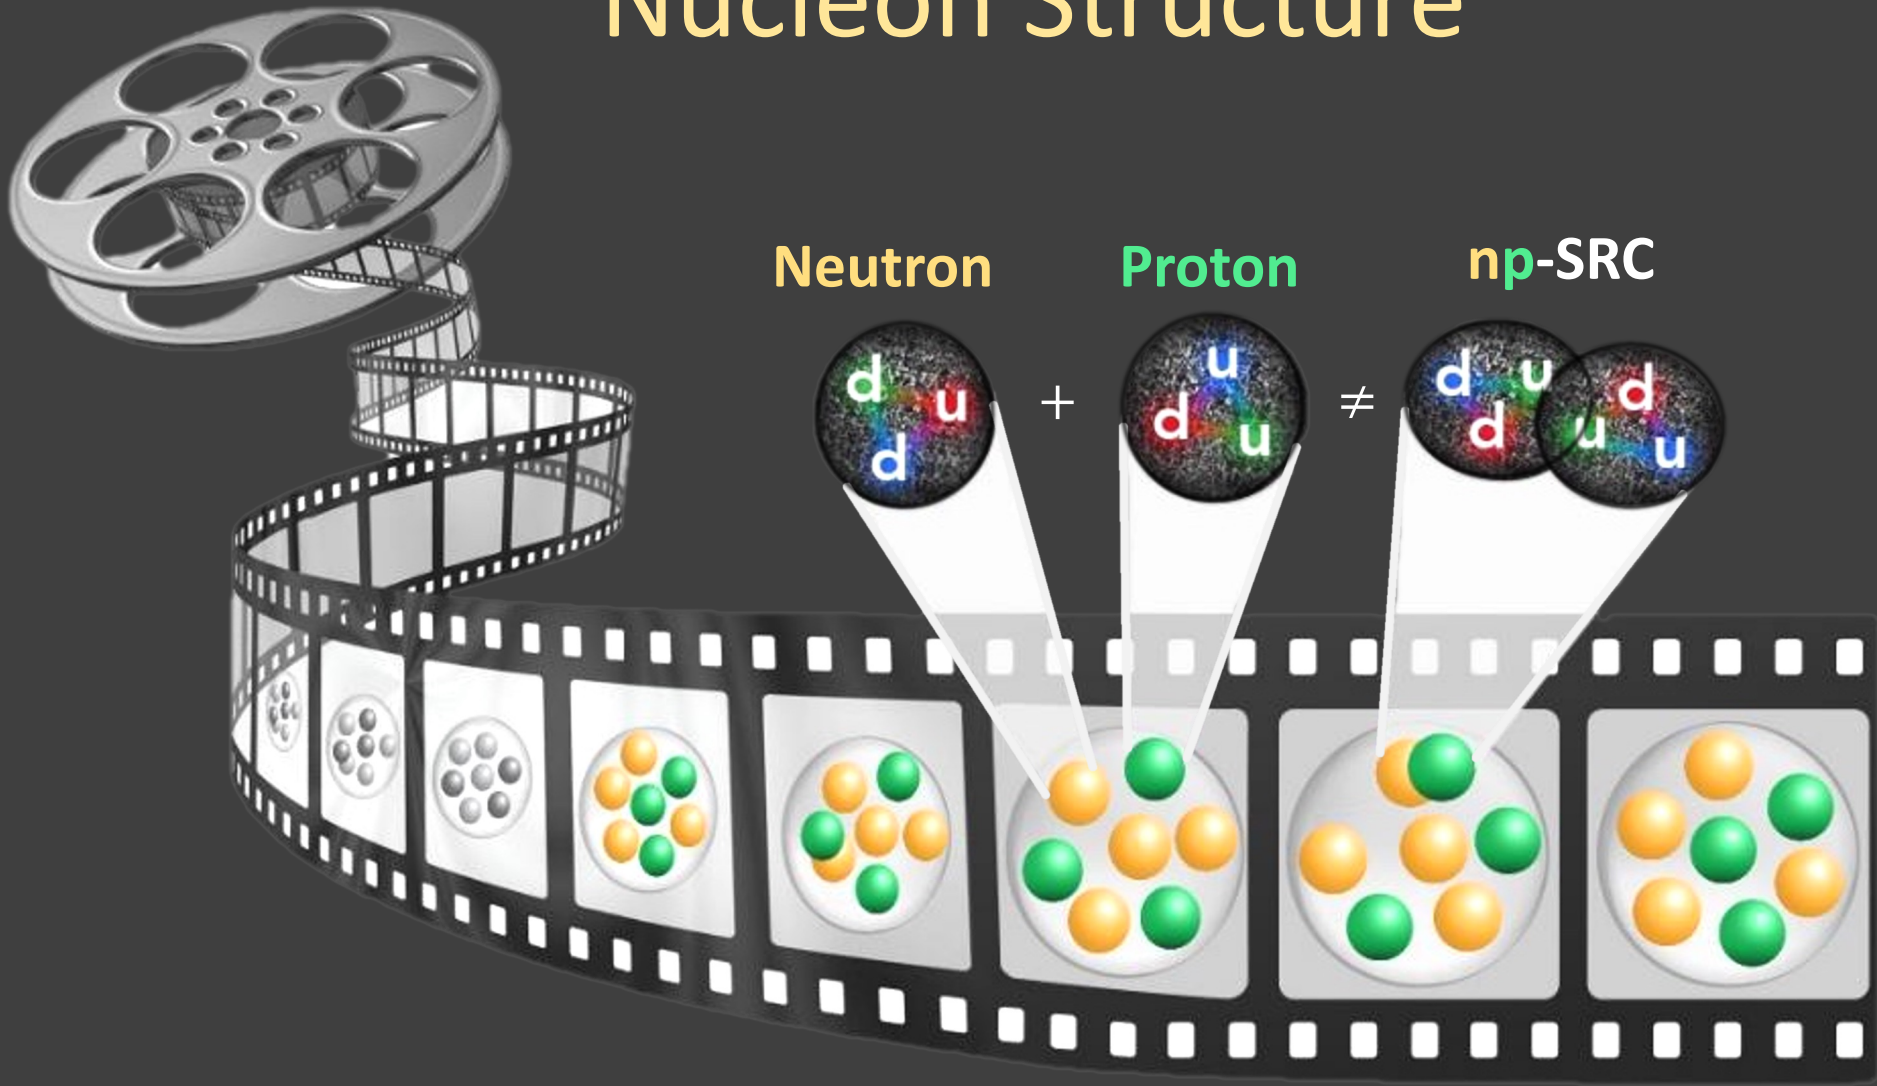 Nucleon Structure
Neutron
Proton
np-SRC
d
u
d
+
u
d
u
≠
d
u
d
d
u
u